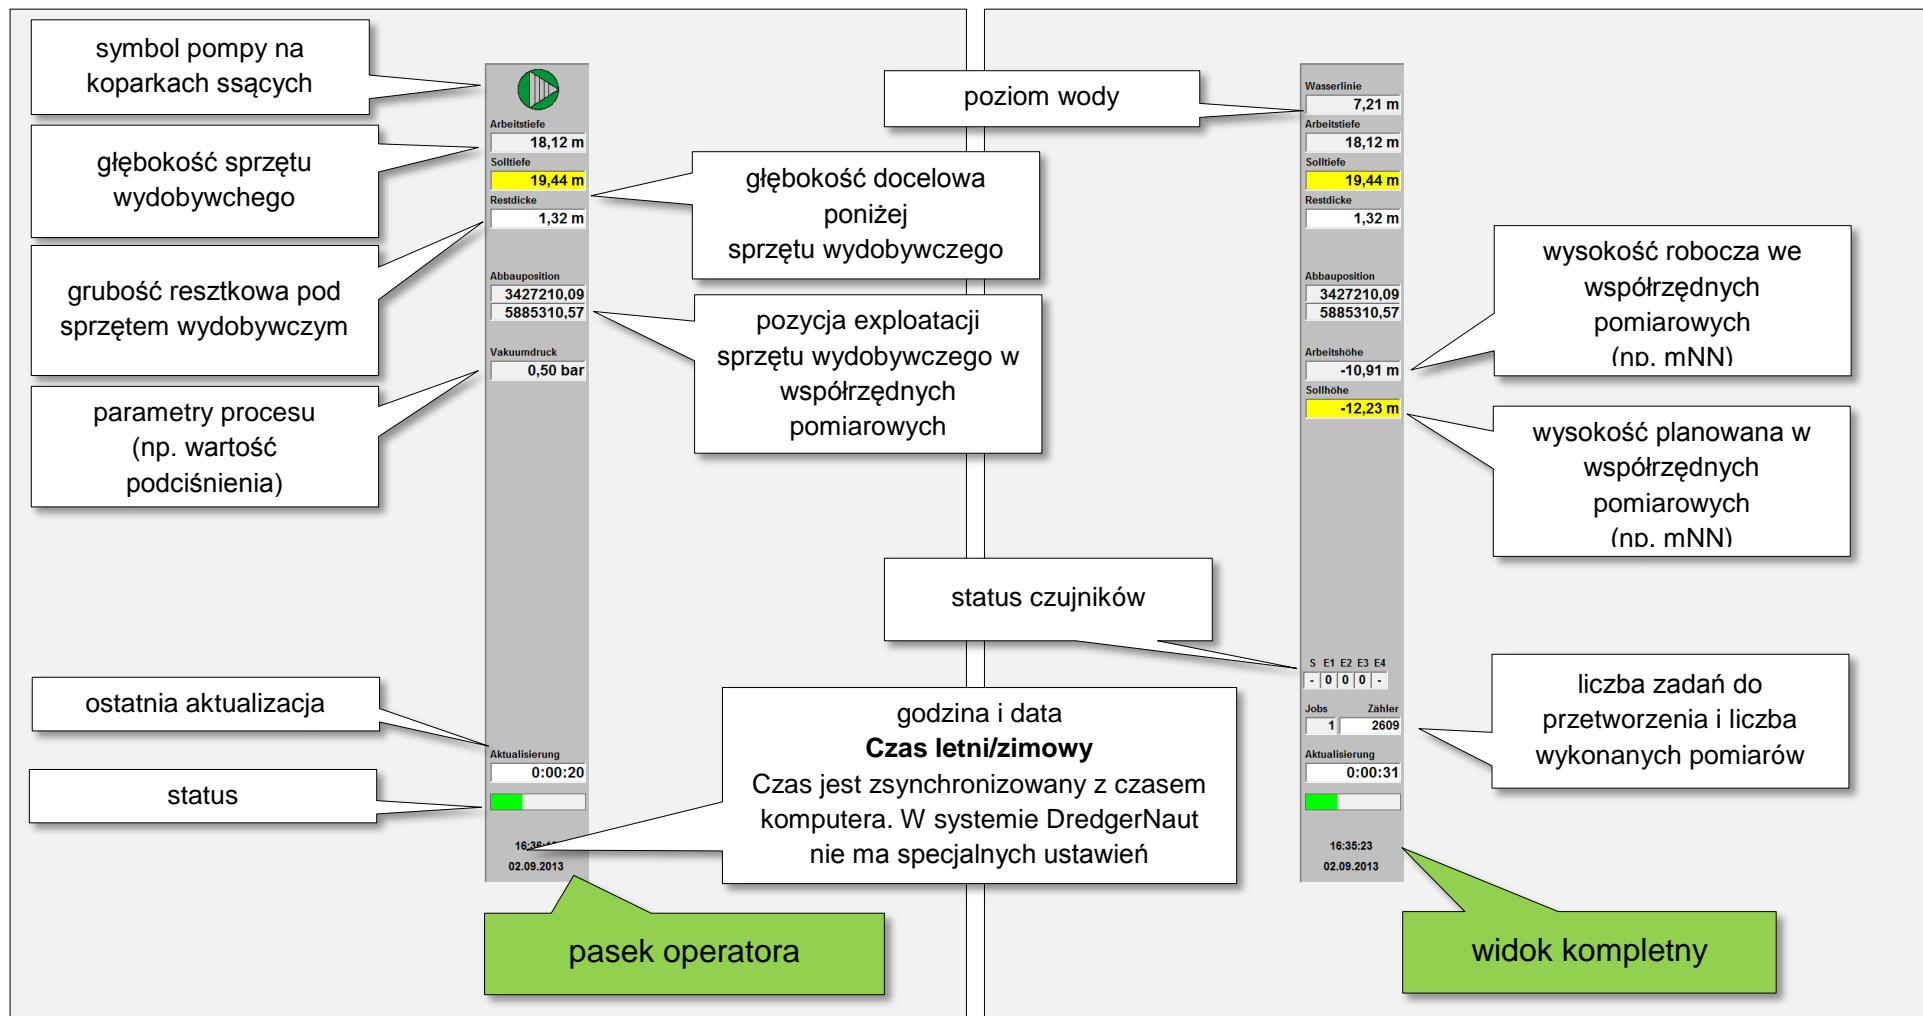 symbol pompy na
koparkach ssących
głębokość sprzętu
wydobywchego
grubość resztkowa pod
sprzętem wydobywczym
parametry procesu
(np. wartość
podciśnienia)
ostatnia aktualizacja
status
Arbeitstiefe
18,12 m
Solltiefe
19,44 m
Restdicke
1,32 m
Abbauposition
3427210,09
5885310,57
Vakuumdruck
0,50 bar
Aktualisierung
0:00:20
02.09.2013
głębokość docelowa
poniżej
sprzętu wydobywczego
pozycja exploatacji
sprzętu wydobywczego w
współrzędnych
pomiarowych
godzina i data
Czas letni/zimowy
Czas jest zsynchronizowany z czasem
komputera. W systemie DredgerNaut
nie ma specjalnych ustawień
pasek operatora
poziom wody
status czujników
Wasserlinie
7,21 m
Arbeitstiefe
18,12 m
Solltiefe
19,44 m
Restdicke
1,32 m
Abbauposition
3427210,09
5885310,57
Arbeitshöhe
-10,91 m
Sollhöhe
-12,23 m
S E1 E2 E3 E4
- 0 0 0 -
Jobs Zähler
1 2609
Aktualisierung
0:00:31
16:35:23
02.09.2013
wysokość robocza we
współrzędnych
pomiarowych
(np. mNN)
wysokość planowana w
współrzędnych
pomiarowych
(np. mNN)
liczba zadań do
przetworzenia i liczba
wykonanych pomiarów
widok kompletny